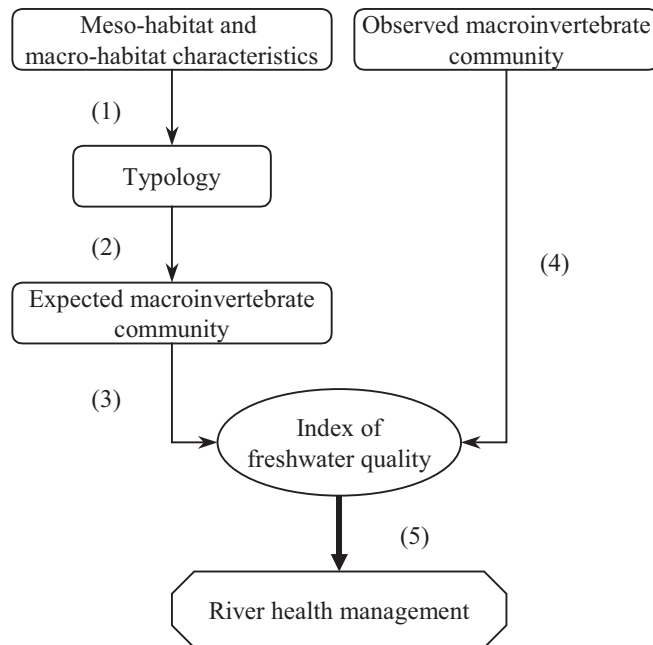 Meso-habitat and
macro-habitat characteristics
Observed macroinvertebrate
community
(1)
Typology
(2)
(4)
Expected macroinvertebrate
community
(3)
Index of
freshwater quality
(5)
River health management